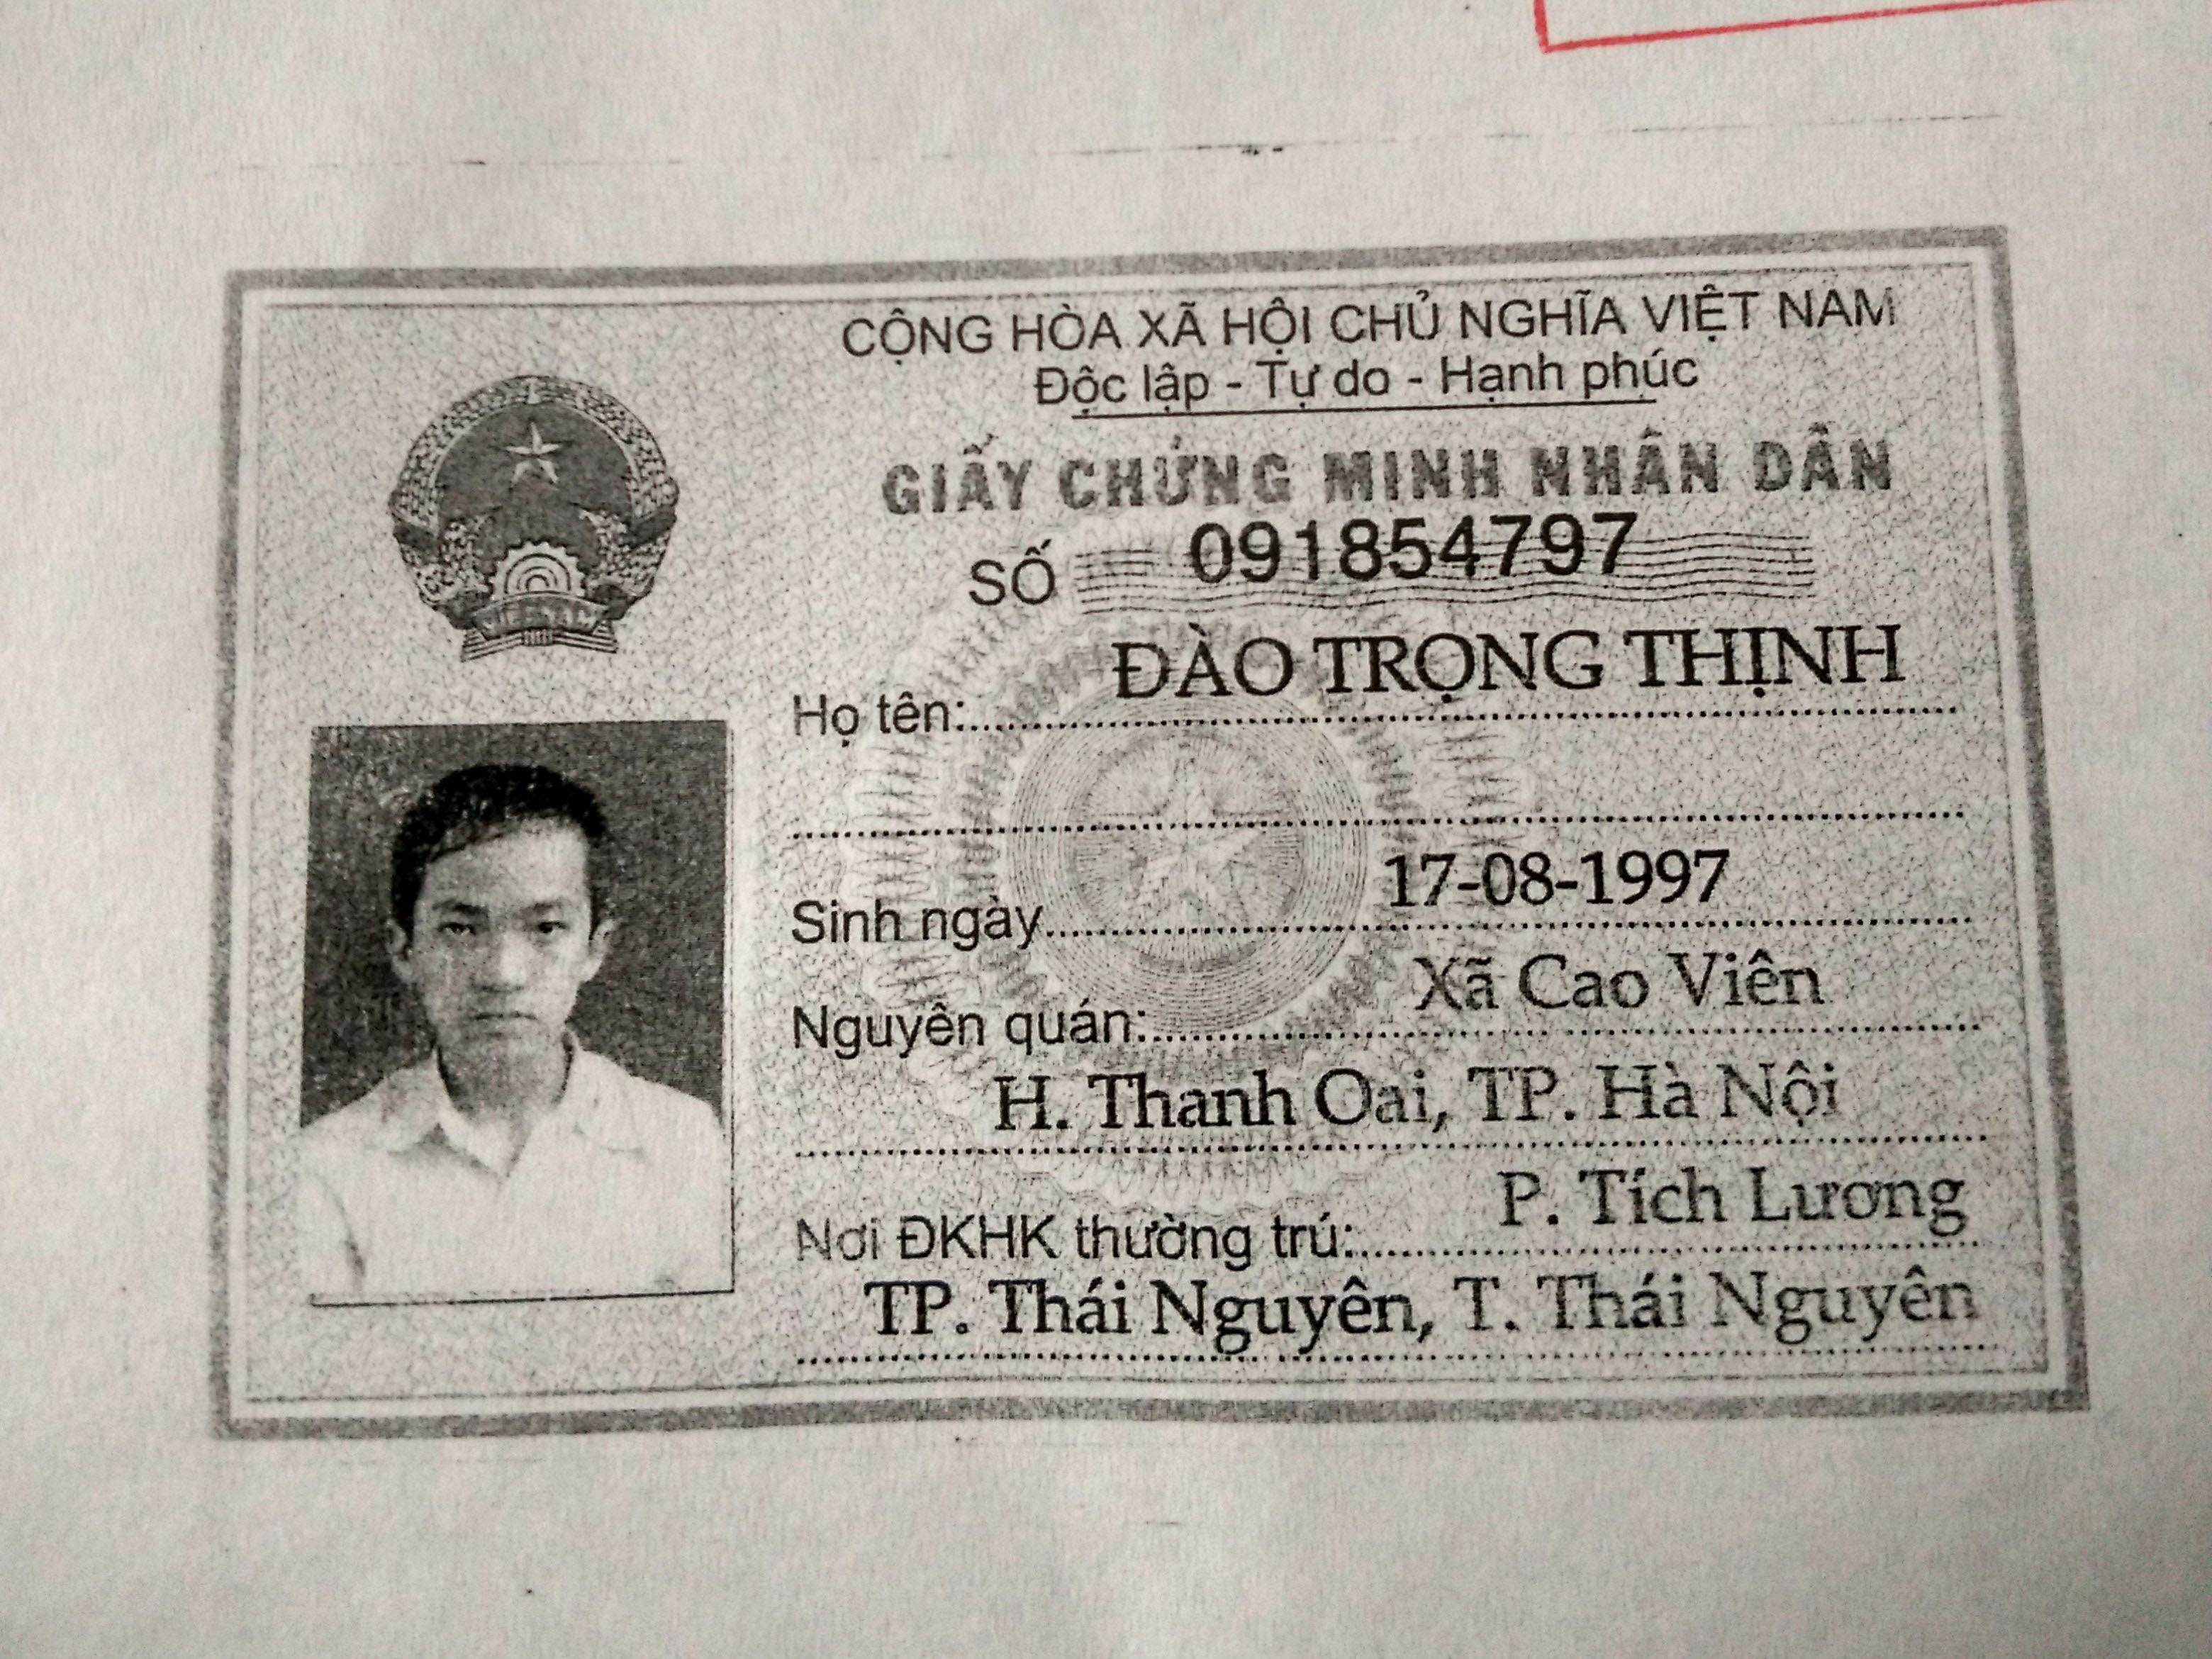 CỘNG HÒA XÃ HỘI CHỦ NGHĨA VIỆT NAM
Độc lập - Tự do - Hạnh phúc
GIẤY CHỨNG MINH NHÂN DÂN
SỐ 091854797
Họ tên: ĐÀO TRỌNG THỊNH
Sinh ngày 17-08-1997
Nguyên quán: Xã Cao Viên
H. Thanh Oai, TP. Hà Nội
Nơi ĐKHK thường trú: P. Tích Lương
TP. Thái Nguyên, T. Thái Nguyên
VIỆT NAM